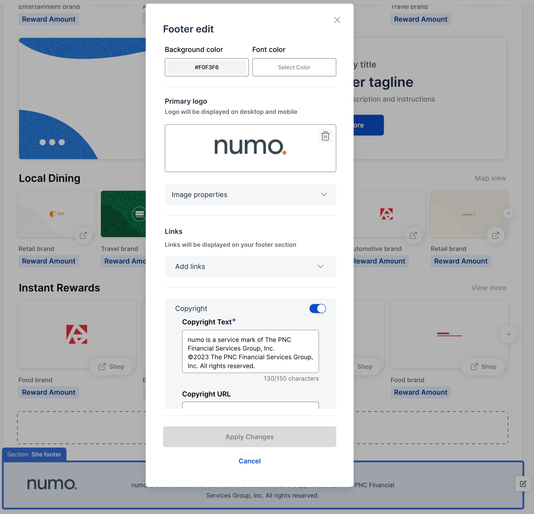 Entertainment brand
Reward Amount
Travel brand
Reward Amount
y title
er tagline
scription and instructions
ow
Local Dining
Map view
Retail brand
Reward Amount
Travel brand
Reward Amo
utomotive brand
Reward Amount
Retail brand
Reward Amount
Instant Rewards
View more
Shop
Shop
Shop
Food brand
Reward Amount
Food brand
Reward Amount
Section: Site footer
numo.
numo
PNC Financial
Services Group, Inc. All rights reserved.
Footer edit
Background color
Font color
#F0F3F6
Select Color
Primary logo
Logo will be displayed on desktop and mobile
numo.
Image properties
Links
Links will be displayed on your footer section
Add links
Copyright
Copyright Text*
numo is a service mark of The PNC
Financial Services Group, Inc.
©2023 The PNC Financial Services Group,
Inc. All rights reserved.
130/150 characters
Copyright URL
Apply Changes
Cancel